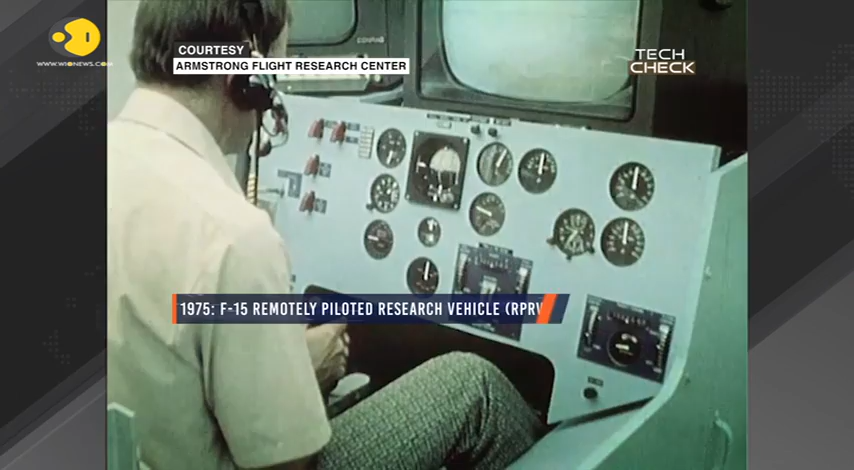 COURTESY
ARMSTRONG FLIGHT RESEARCH CENTER
WWW.WIONEWS.COM
TECH
CHECK
1975: F-15 REMOTELY PILOTED RESEARCH VEHICLE (RPRV